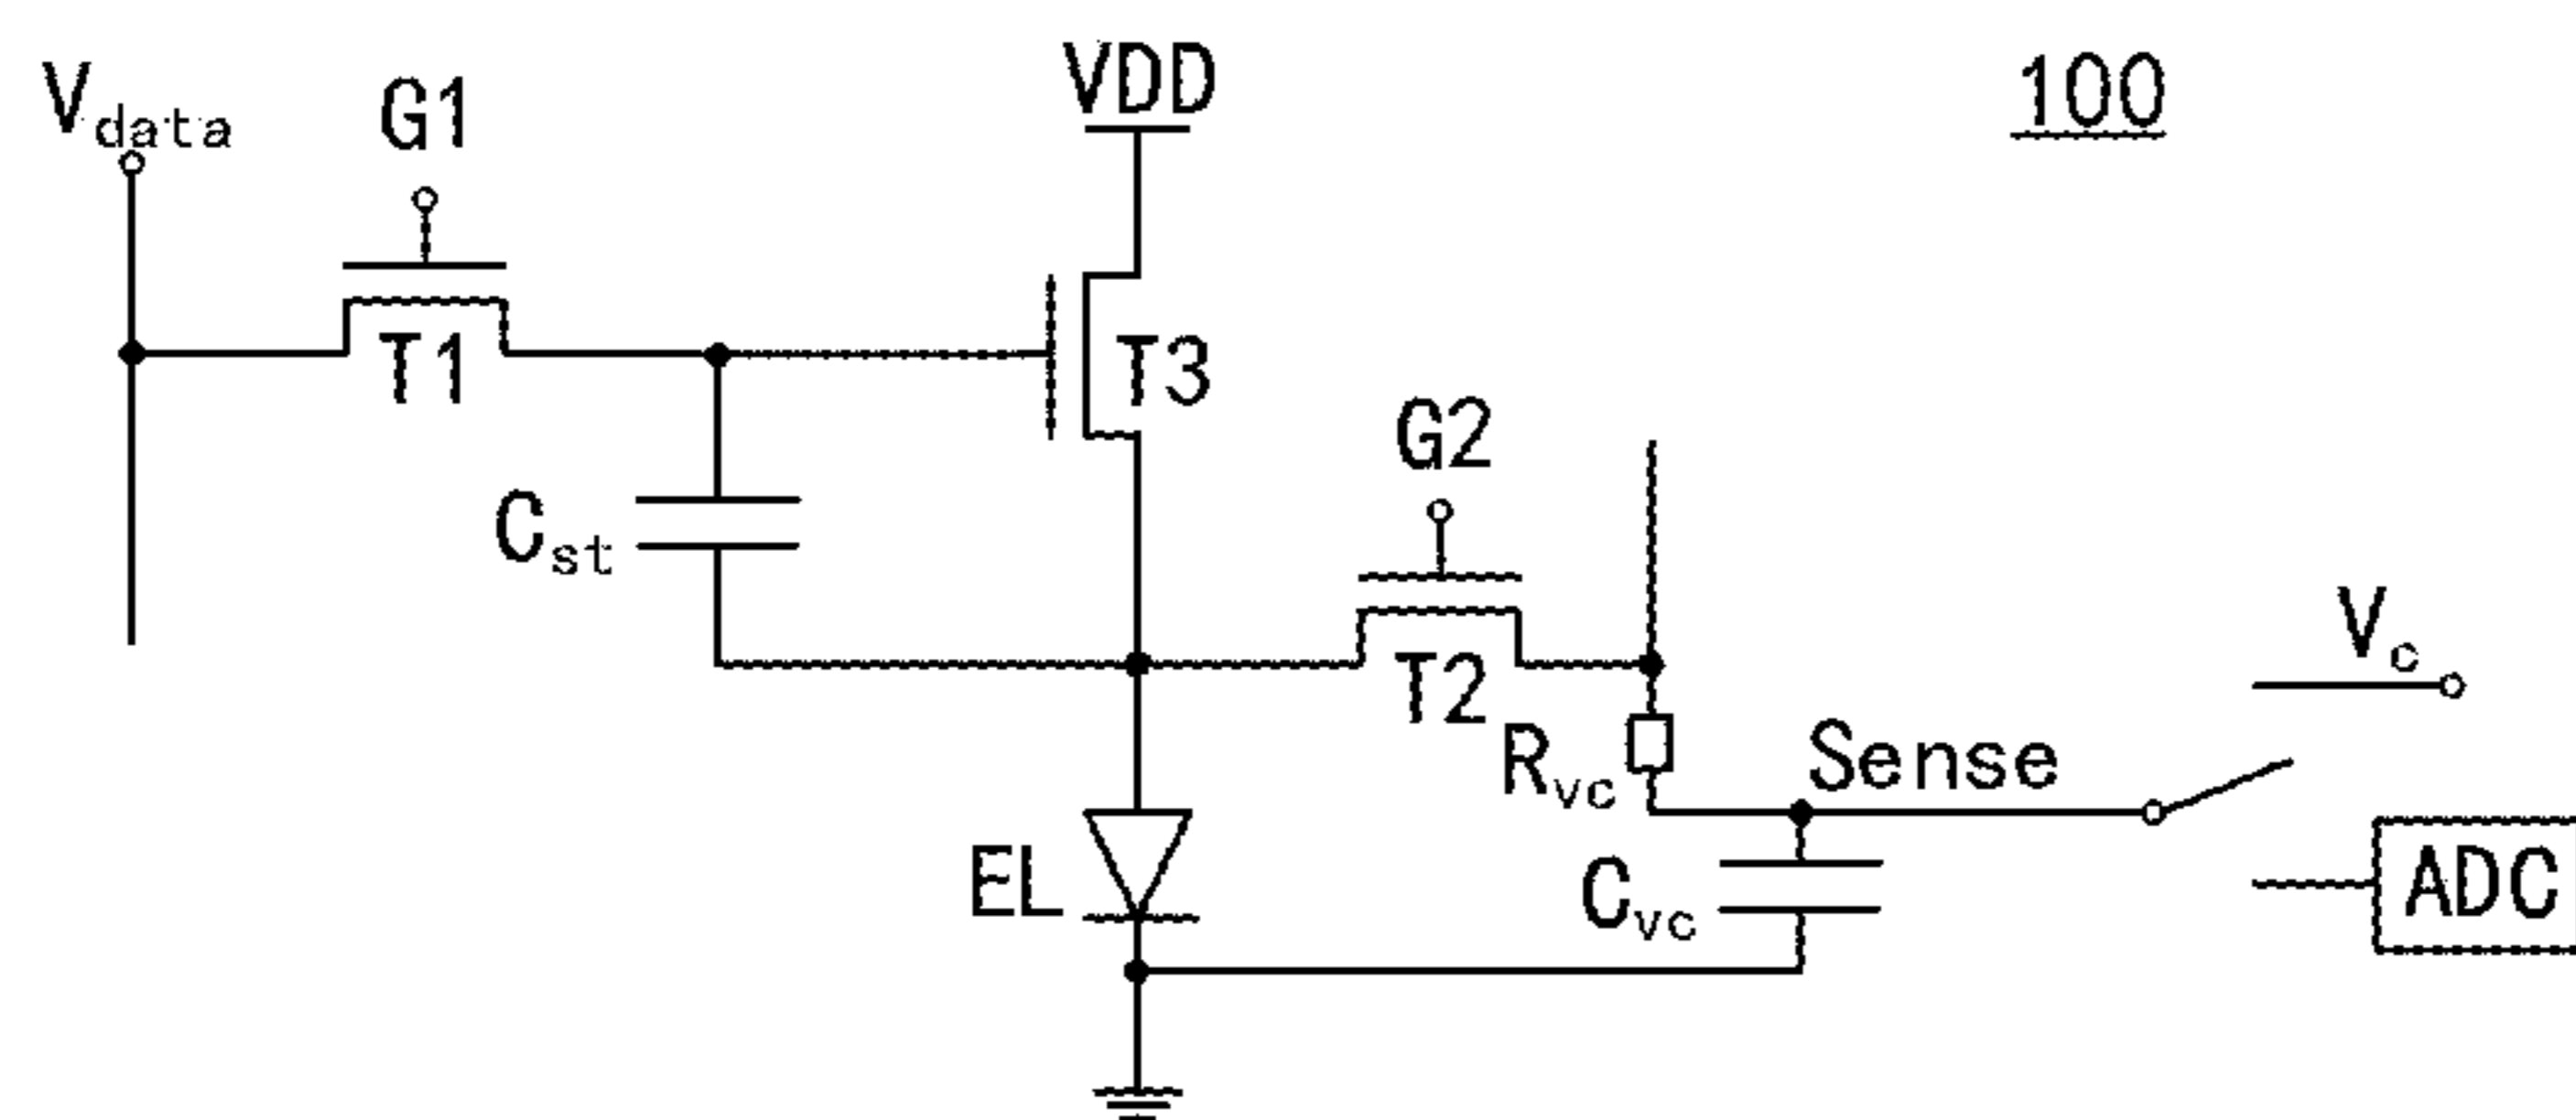 Vdata
G1
VDD
100
T1
T3
G2
Cst
T2
Vc
Rvc
Sense
EL
Cvc
ADC